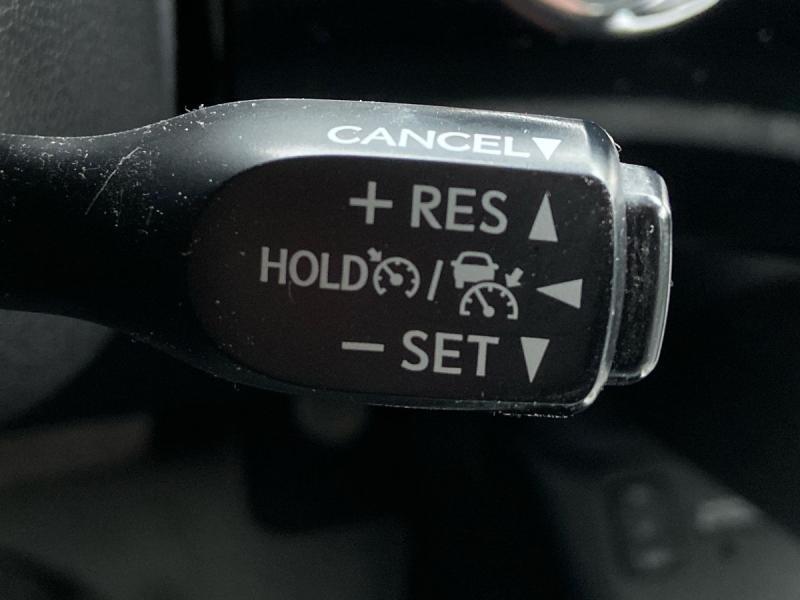 CANCEL▼
+ RES ▲
HOLD / ◀
− SET ▼